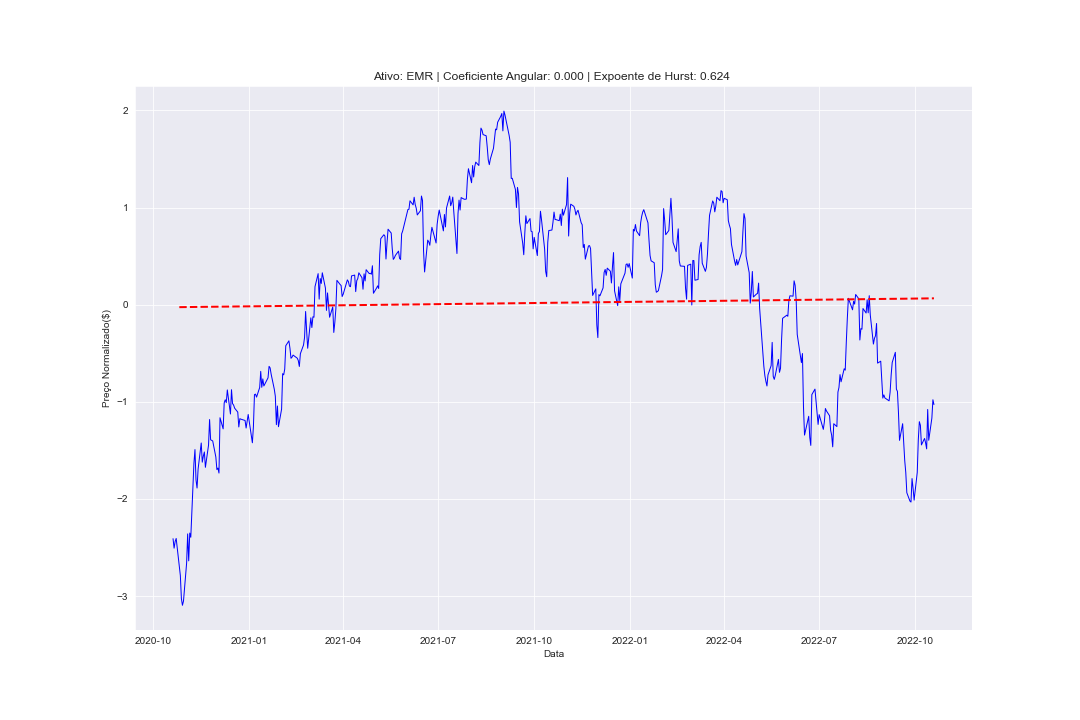 Ativo: EMR | Coeficiente Angular: 0.000 | Expoente de Hurst: 0.624
2
1
0
−1
−2
−3
Preço Normalizado($)
2020-10 2021-01 2021-04 2021-07 2021-10 2022-01 2022-04 2022-07 2022-10
Data